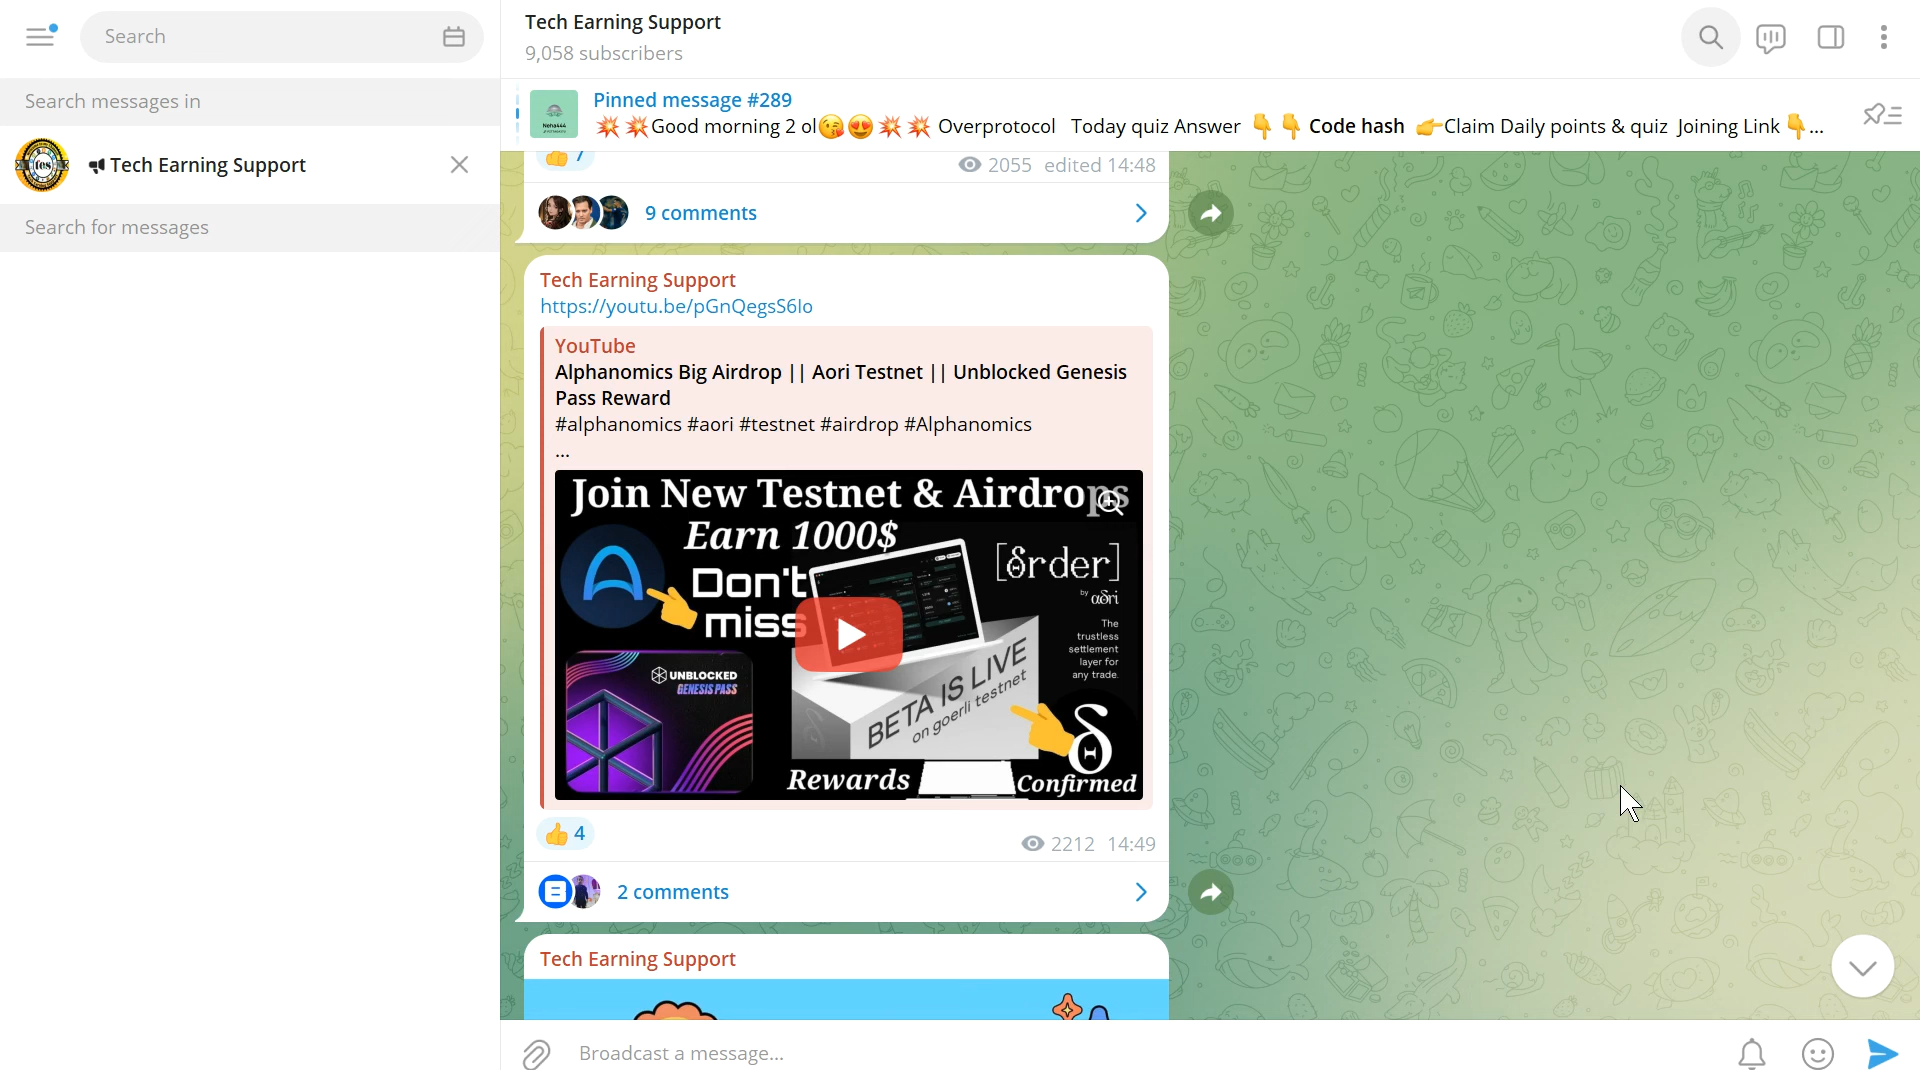 Search
Tech Earning Support
9,058 subscribers
Search messages in
Tech Earning Support
Search for messages
Pinned message #289
💥 💥Good morning 2 ol😘😍💥 💥 Overprotocol Today quiz Answer 👇 👇 Code hash 👉Claim Daily points & quiz Joining Link 👇...
7
2055 edited 14:48
9 comments
Tech Earning Support
https://youtu.be/pGnQegsS6lo
YouTube
Alphanomics Big Airdrop || Aori Testnet || Unblocked Genesis
Pass Reward
#alphanomics #aori #testnet #airdrop #Alphanomics
...
Join New Testnet & Airdrops
Earn 1000$
Don't
miss
[δrder]
by aδri
The
trustless
settlement
layer for
any trade.
UNBLOCKED
GENESIS PASS
BETA IS LIVE
on goerli testnet
Rewards
Confirmed
👍 4
2212 14:49
2 comments
Tech Earning Support
Broadcast a message...